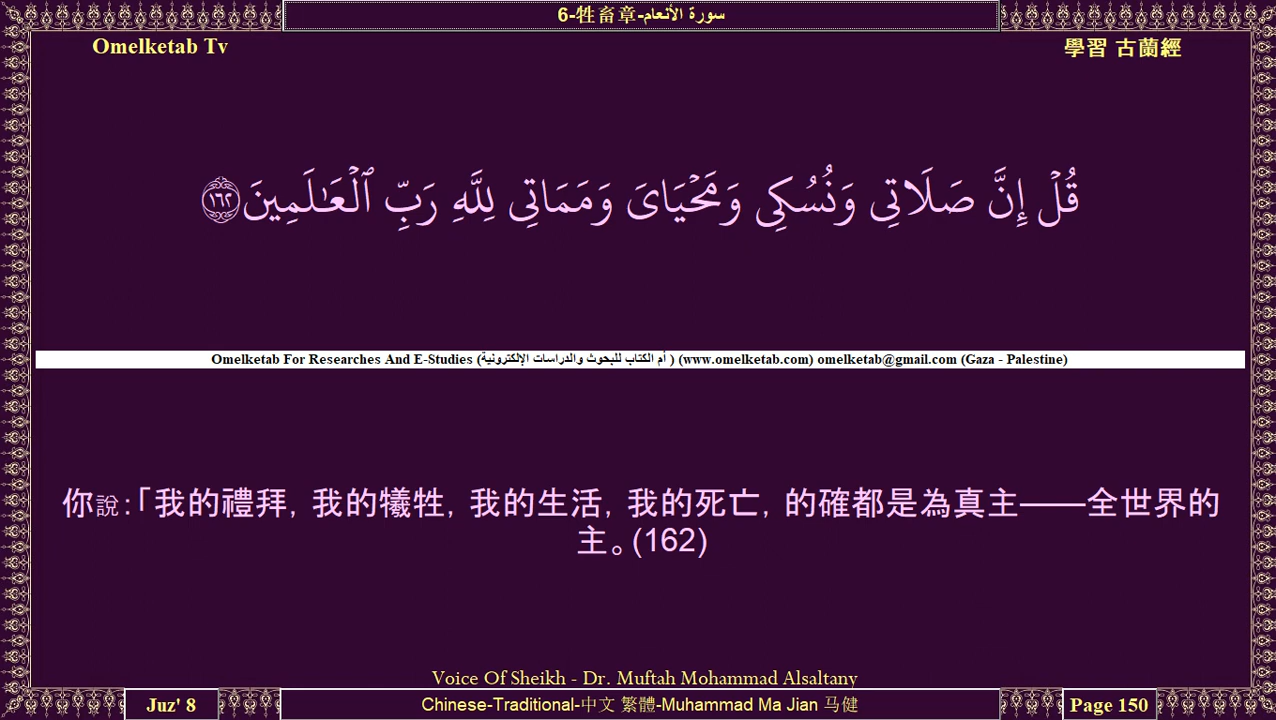 6-牲畜章-سورة الأنعام
Omelketab Tv
學習 古蘭經
قُلْ إِنَّ صَلَاتِى وَنُسُكِى وَمَحْيَاىَ وَمَمَاتِى لِلَّهِ رَبِّ ٱلْعَـٰلَمِينَ ١٦٢
Omelketab For Researches And E-Studies (أم الكتاب للبحوث والدراسات الإلكترونية ) (www.omelketab.com) omelketab@gmail.com (Gaza - Palestine)
你說：「我的禮拜，我的犧牲，我的生活，我的死亡，的確都是為真主——全世界的
主。(162)
Voice Of Sheikh - Dr. Muftah Mohammad Alsaltany
Juz' 8
Chinese-Traditional-中文 繁體-Muhammad Ma Jian 马健
Page 150